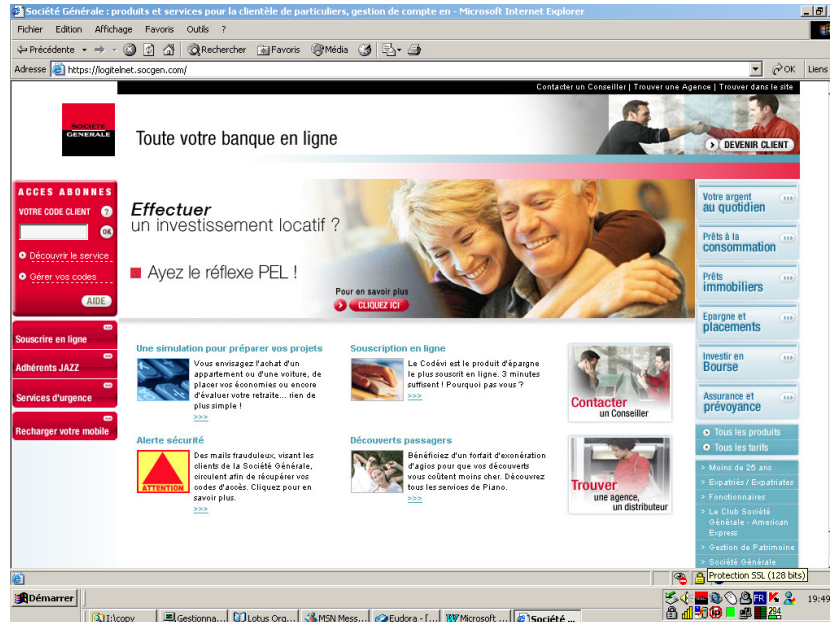 Société Générale : produits et services pour la clientèle de particuliers, gestion de compte en - Microsoft Internet Explorer
Fichier Edition Affichage Favoris Outils ?
Précédente Rechercher Favoris Média
Adresse https://logitelnet.socgen.com/ OK Liens
Contacter un Conseiller | Trouver une Agence | Trouver dans le site
SOCIETE
GENERALE
Toute votre banque en ligne
DEVENIR CLIENT
ACCES ABONNES
VOTRE CODE CLIENT ?
OK
Découvrir le service
Gérer vos codes
AIDE
Souscrire en ligne
Adhérents JAZZ
Services d'urgence
Recharger votre mobile
Effectuer
un investissement locatif ?
Ayez le réflexe PEL !
Pour en savoir plus
CLIQUEZ ICI
Une simulation pour préparer vos projets
Vous envisagez l'achat d'un
appartement ou d'une voiture, de
placer vos économies ou encore
d'évaluer votre retraite... rien de
plus simple !
>>>
Souscription en ligne
Le Codévi est le produit d'épargne
le plus souscrit en ligne. 3 minutes
suffisent ! Pourquoi pas vous ?
>>>
Alerte sécurité
ATTENTION
Des mails frauduleux, visant les
clients de la Société Générale,
circulent afin de récupérer vos
codes d'accès. Cliquez pour en
savoir plus.
>>>
Découverts passagers
Bénéficiez d'un forfait d'exonération
d'agios pour que vos découverts
vous coûtent moins cher. Découvrez
tous les services de Piano.
>>>
Contacter
un Conseiller
Trouver
une agence,
un distributeur
Votre argent
au quotidien
Prêts à la
consommation
Prêts
immobiliers
Epargne et
placements
Investir en
Bourse
Assurance et
prévoyance
Tous les produits
Tous les tarifs
> Moins de 25 ans
> Expatriés / Expatriates
> Fonctionnaires
> Le Club Société
Générale - American
Express
> Gestion de Patrimoine
> Société Générale
Protection SSL (128 bits)
Démarrer
I:\copy Gestionna... Lotus Org... MSN Mess... Eudora - [... Microsoft ... Société ...
FR 19:49
294